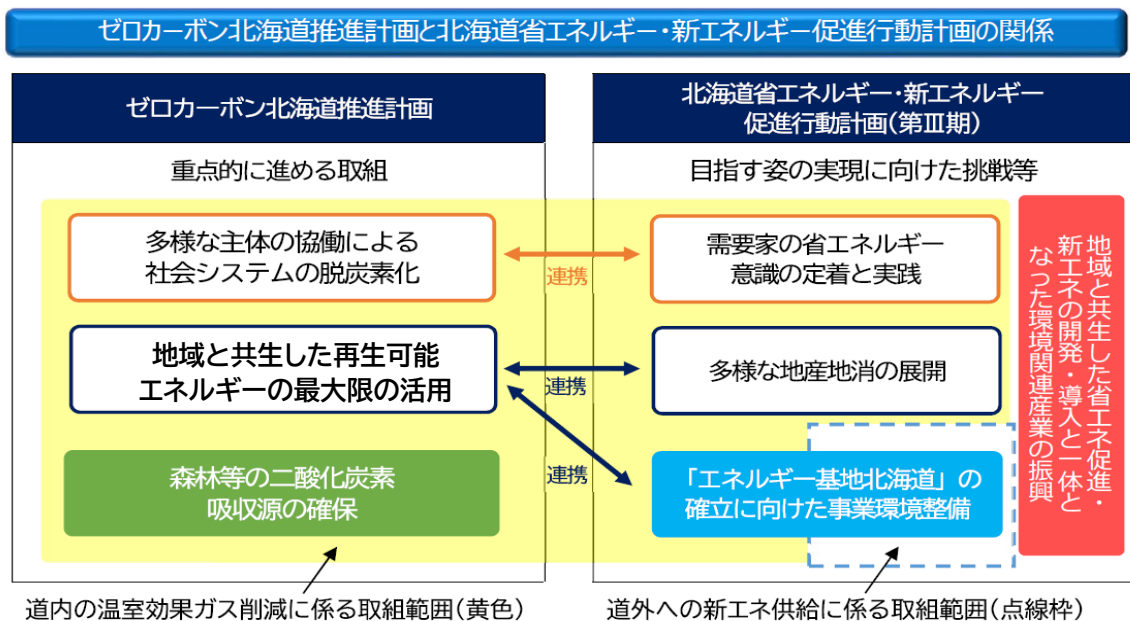 ゼロカーボン北海道推進計画と北海道省エネルギー・新エネルギー促進行動計画の関係
ゼロカーボン北海道推進計画
重点的に進める取組
多様な主体の協働による
社会システムの脱炭素化
地域と共生した再生可能
エネルギーの最大限の活用
森林等の二酸化炭素
吸収源の確保
連携
連携
連携
北海道省エネルギー・新エネルギー
促進行動計画(第Ⅲ期)
目指す姿の実現に向けた挑戦等
需要家の省エネルギー
意識の定着と実践
多様な地産地消の展開
「エネルギー基地北海道」の
確立に向けた事業環境整備
地域と共生した省エネ促進・
新エネの開発・導入と一体と
なった環境関連産業の振興
道内の温室効果ガス削減に係る取組範囲(黄色)
道外への新エネ供給に係る取組範囲(点線枠)